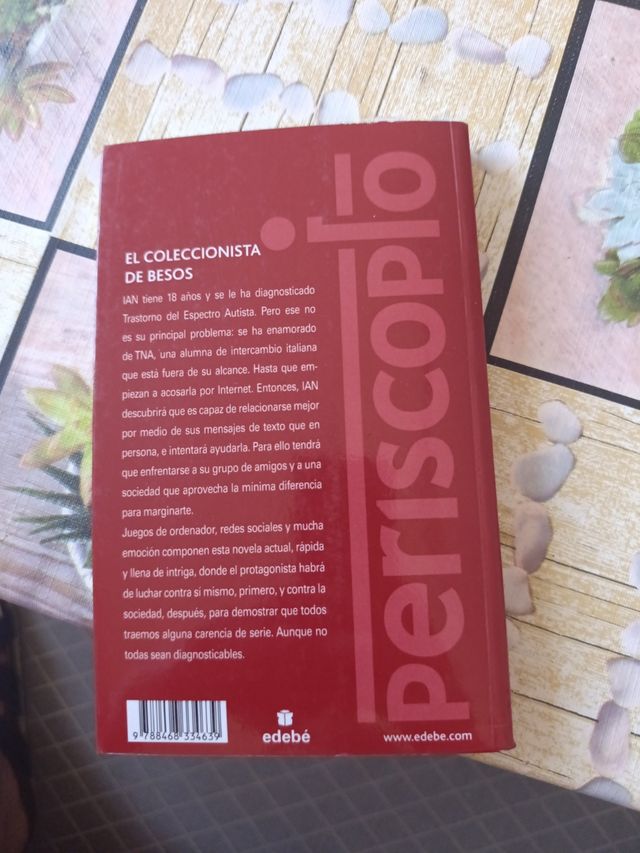 EL COLECCIONISTA
DE BESOS
IAN tiene 18 años y se le ha diagnosticado
Trastorno del Espectro Autista. Pero ese no
es su principal problema: se ha enamorado
de TNA, una alumna de intercambio italiana
que está fuera de su alcance. Hasta que em-
piezan a acosarla por Internet. Entonces, IAN
descubrirá que es capaz de relacionarse mejor
por medio de sus mensajes de texto que en
persona, e intentará ayudarla. Para ello tendrá
que enfrentarse a su grupo de amigos y a una
sociedad que aprovecha la mínima diferencia
para marginarte.
Juegos de ordenador, redes sociales y mucha
emoción componen esta novela actual, rápida
y llena de intriga, donde el protagonista habrá
de luchar contra sí mismo, primero, y contra la
sociedad, después, para demostrar que todos
traemos alguna carencia de serie. Aunque no
todas sean diagnosticables.
periscopio
9 788468 334639
edebé
www.edebe.com